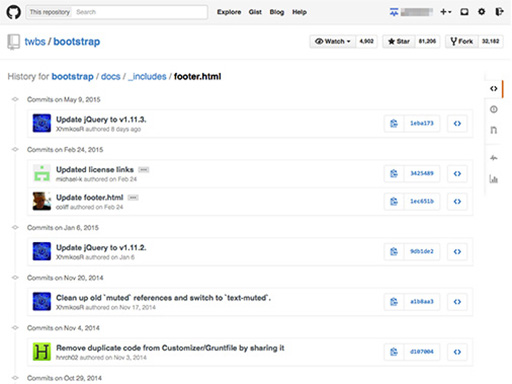 This repository Search Explore Gist Blog Help
twbs / bootstrap Watch 4,902 Star 81,206 Fork 32,182
History for bootstrap / docs / _includes / footer.html
Commits on May 9, 2015
Update jQuery to v1.11.3.
XhmikosR authored 8 days ago
1eba173
Commits on Feb 24, 2015
Updated license links
michael-k authored on Feb 24
3425489
Update footer.html
coliff authored on Feb 24
1ec651b
Commits on Jan 6, 2015
Update jQuery to v1.11.2.
XhmikosR authored on Jan 6
9db1de2
Commits on Nov 20, 2014
Clean up old `muted` references and switch to `text-muted`.
XhmikosR authored on Nov 17, 2014
a1b8aa3
Commits on Nov 4, 2014
Remove duplicate code from Customizer/Gruntfile by sharing it
hnrch02 authored on Nov 3, 2014
d107004
Commits on Oct 29, 2014